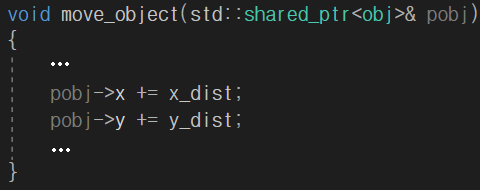 void move_object(std::shared_ptr<obj>& pobj)
{
...
pobj->x += x_dist;
pobj->y += y_dist;
...
}